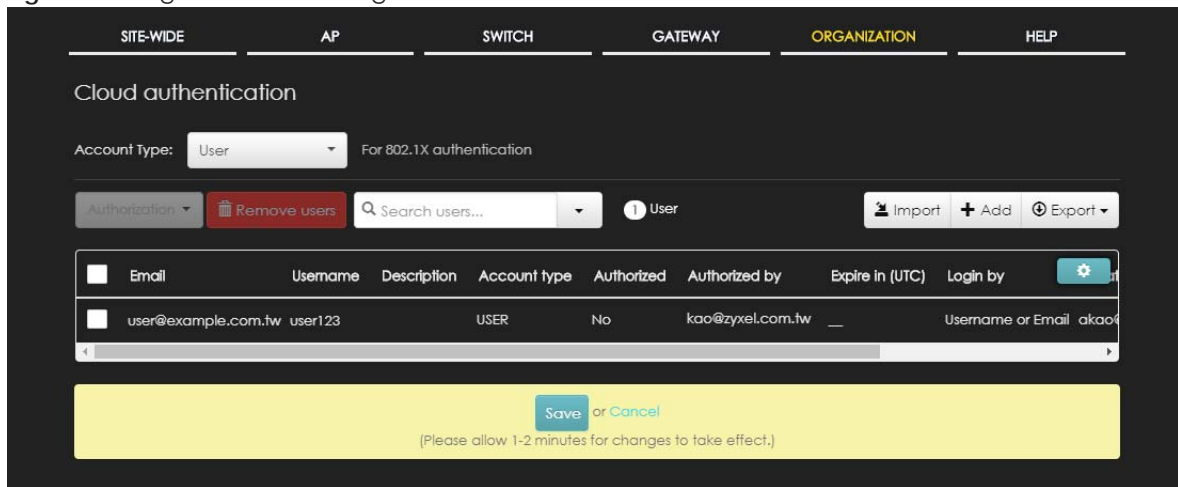 SITE-WIDE AP SWITCH GATEWAY ORGANIZATION HELP
Cloud authentication
Account Type: User For 802.1X authentication
Authorization Remove users Search users... 1 User Import Add Export
Email Username Description Account type Authorized Authorized by Expire in (UTC) Login by
user@example.com.tw user123 USER No kao@zyxel.com.tw __ Username or Email akao@
Save or Cancel
(Please allow 1-2 minutes for changes to take effect.)